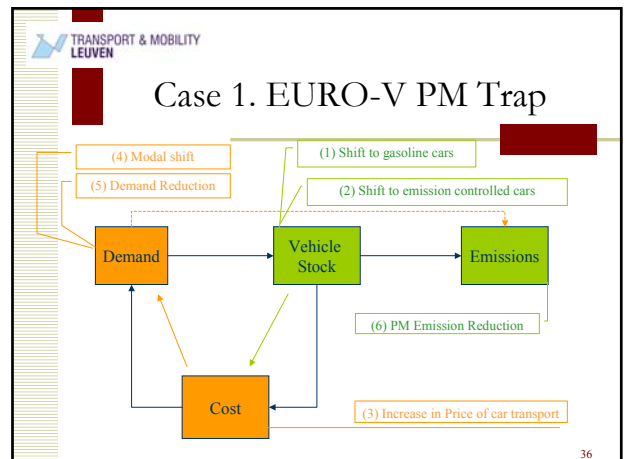 TRANSPORT & MOBILITY
LEUVEN
Case 1. EURO-V PM Trap
(4) Modal shift
(1) Shift to gasoline cars
(5) Demand Reduction
(2) Shift to emission controlled cars
Demand
Vehicle
Stock
Emissions
(6) PM Emission Reduction
Cost
(3) Increase in Price of car transport
36